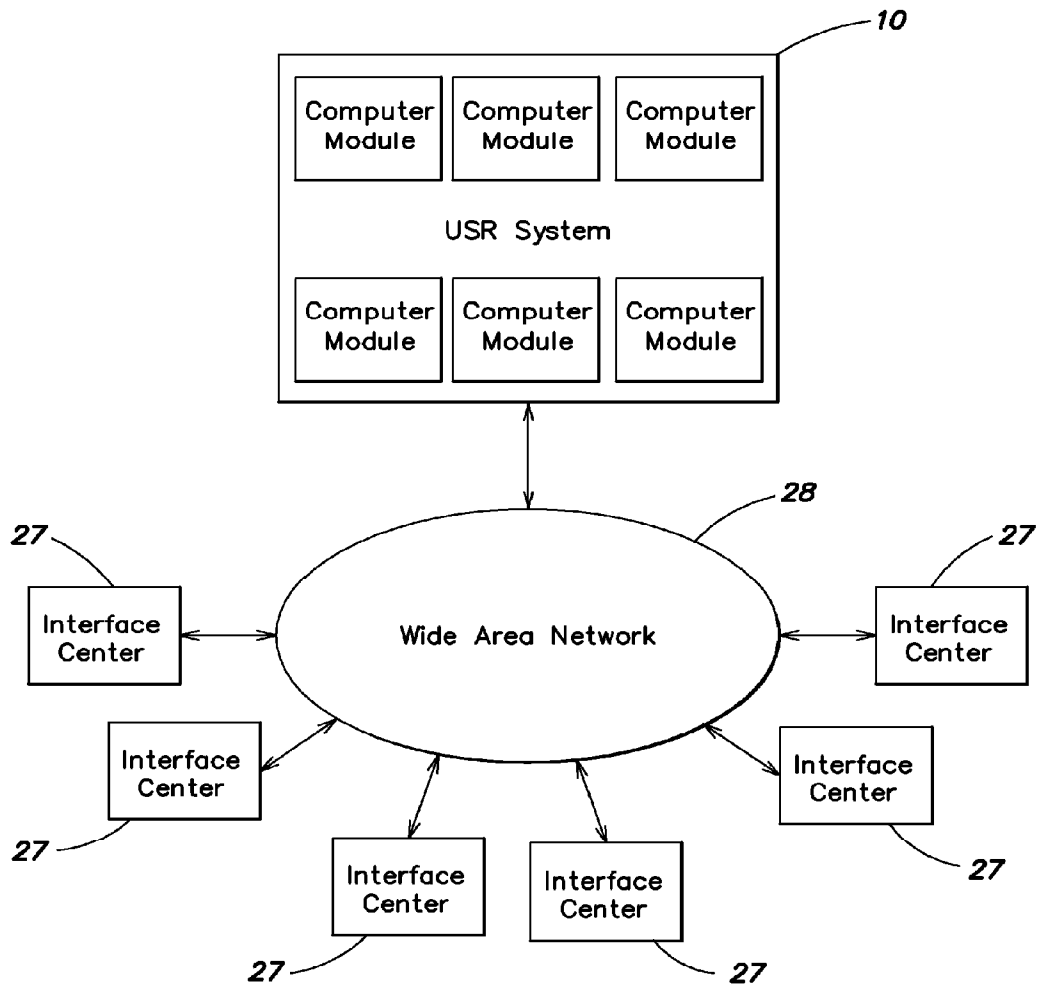 10
Computer Module
Computer Module
Computer Module
USR System
Computer Module
Computer Module
Computer Module
28
27
27
Interface Center
Wide Area Network
Interface Center
Interface Center
Interface Center
27
Interface Center
Interface Center
27
27
27